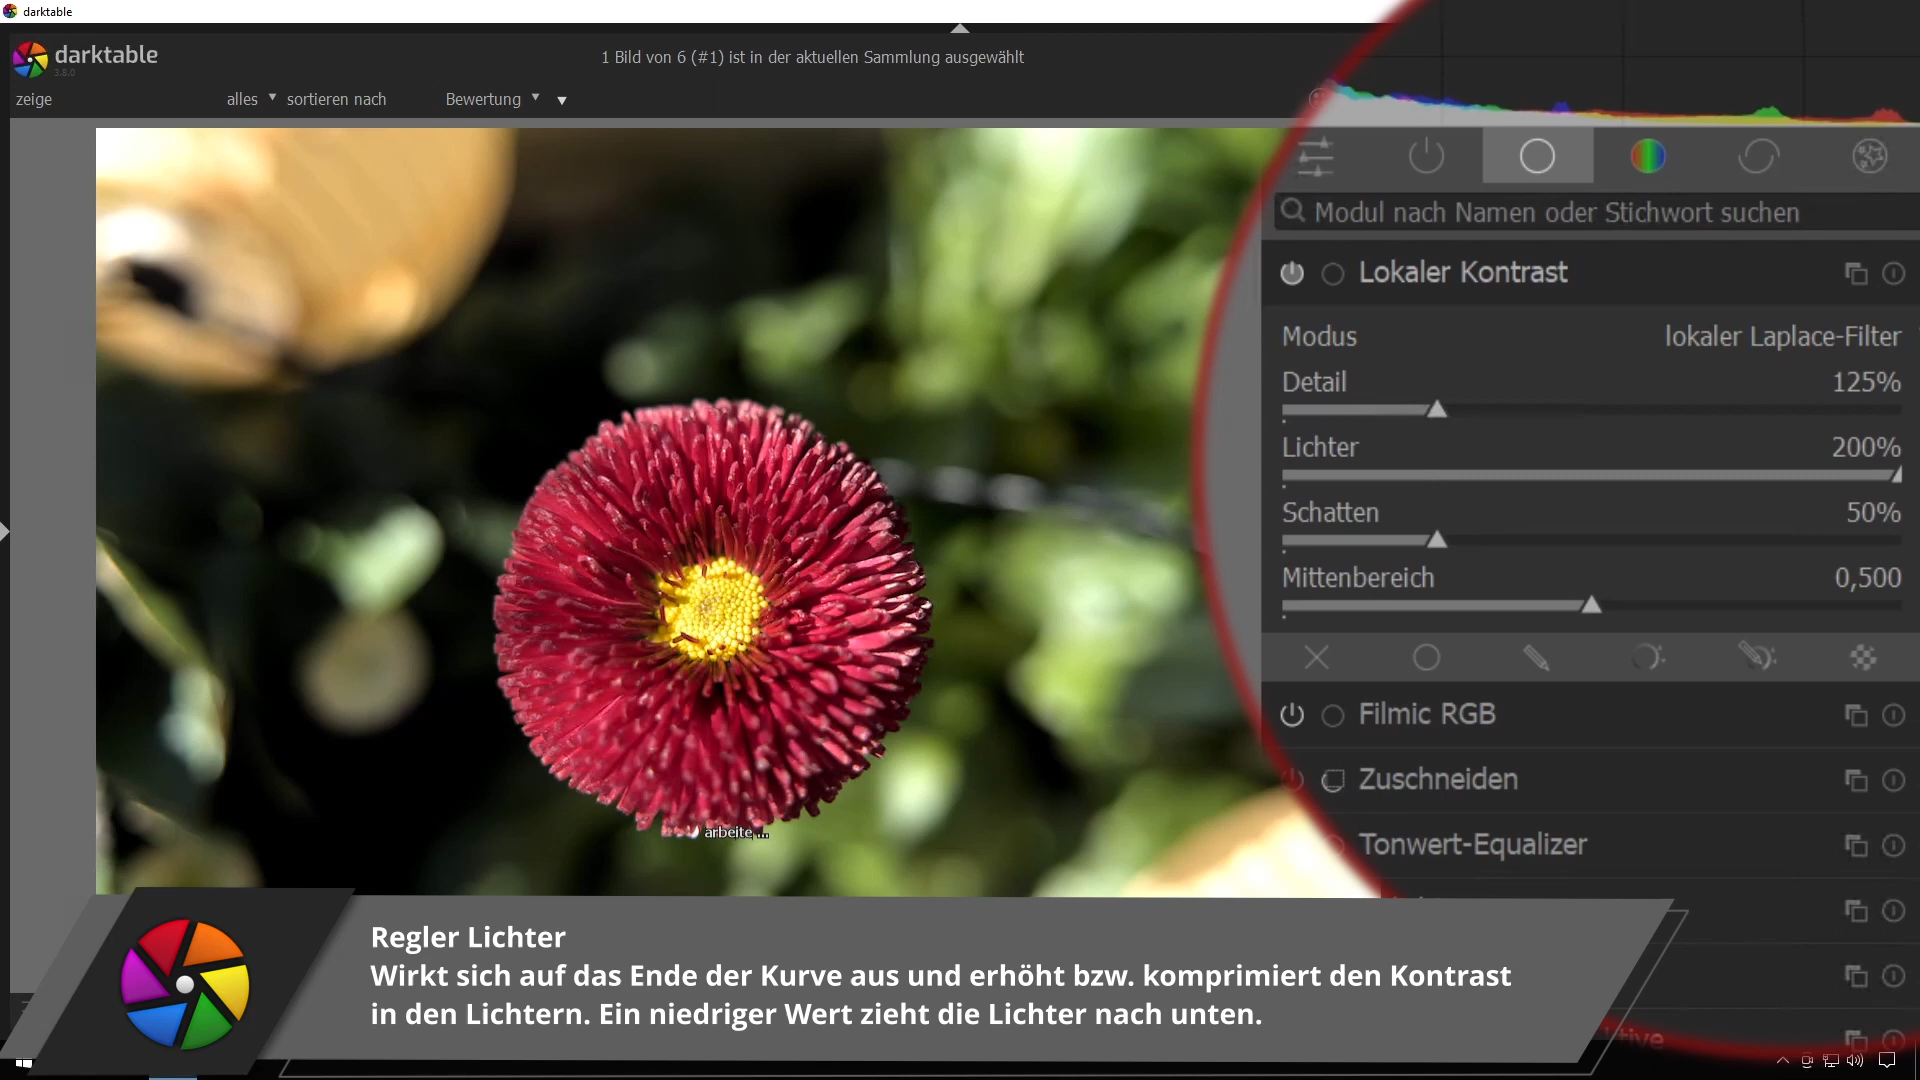 darktable
darktable
3.8.0
1 Bild von 6 (#1) ist in der aktuellen Sammlung ausgewählt
zeige
alles
sortieren nach
Bewertung
Modul nach Namen oder Stichwort suchen
Lokaler Kontrast
Modus
lokaler Laplace-Filter
Detail
125%
Lichter
200%
Schatten
50%
Mittenbereich
0,500
Filmic RGB
Zuschneiden
Tonwert-Equalizer
arbeite ...
Regler Lichter
Wirkt sich auf das Ende der Kurve aus und erhöht bzw. komprimiert den Kontrast
in den Lichtern. Ein niedriger Wert zieht die Lichter nach unten.